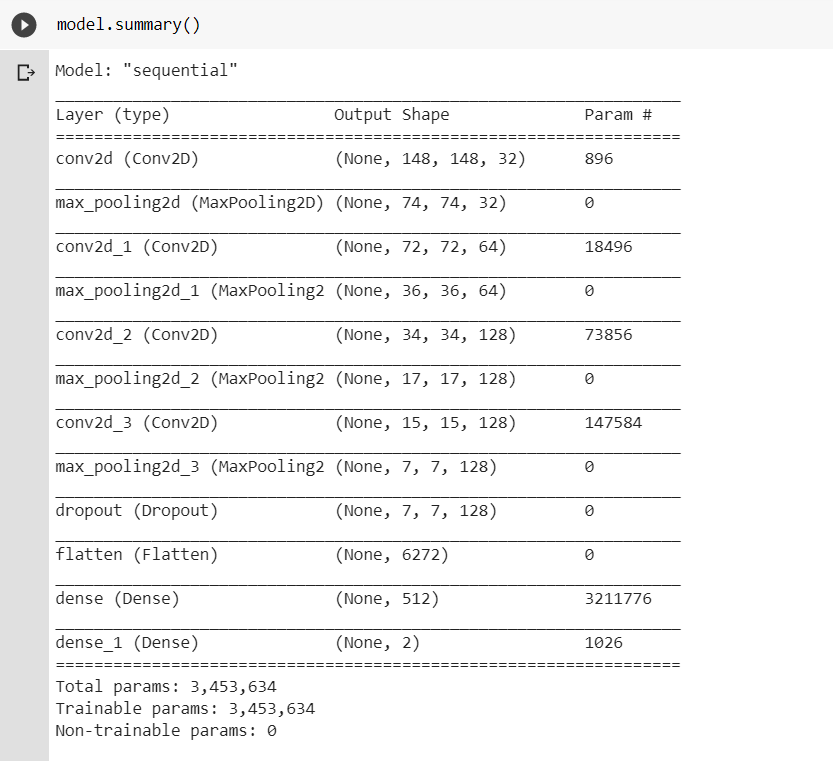 model.summary()
Model: "sequential"
_________________________________________________________________
Layer (type)                 Output Shape              Param #
=================================================================
conv2d (Conv2D)              (None, 148, 148, 32)      896
_________________________________________________________________
max_pooling2d (MaxPooling2D) (None, 74, 74, 32)        0
_________________________________________________________________
conv2d_1 (Conv2D)            (None, 72, 72, 64)        18496
_________________________________________________________________
max_pooling2d_1 (MaxPooling2 (None, 36, 36, 64)        0
_________________________________________________________________
conv2d_2 (Conv2D)            (None, 34, 34, 128)       73856
_________________________________________________________________
max_pooling2d_2 (MaxPooling2 (None, 17, 17, 128)       0
_________________________________________________________________
conv2d_3 (Conv2D)            (None, 15, 15, 128)       147584
_________________________________________________________________
max_pooling2d_3 (MaxPooling2 (None, 7, 7, 128)         0
_________________________________________________________________
dropout (Dropout)            (None, 7, 7, 128)         0
_________________________________________________________________
flatten (Flatten)            (None, 6272)              0
_________________________________________________________________
dense (Dense)                (None, 512)               3211776
_________________________________________________________________
dense_1 (Dense)              (None, 2)                 1026
=================================================================
Total params: 3,453,634
Trainable params: 3,453,634
Non-trainable params: 0